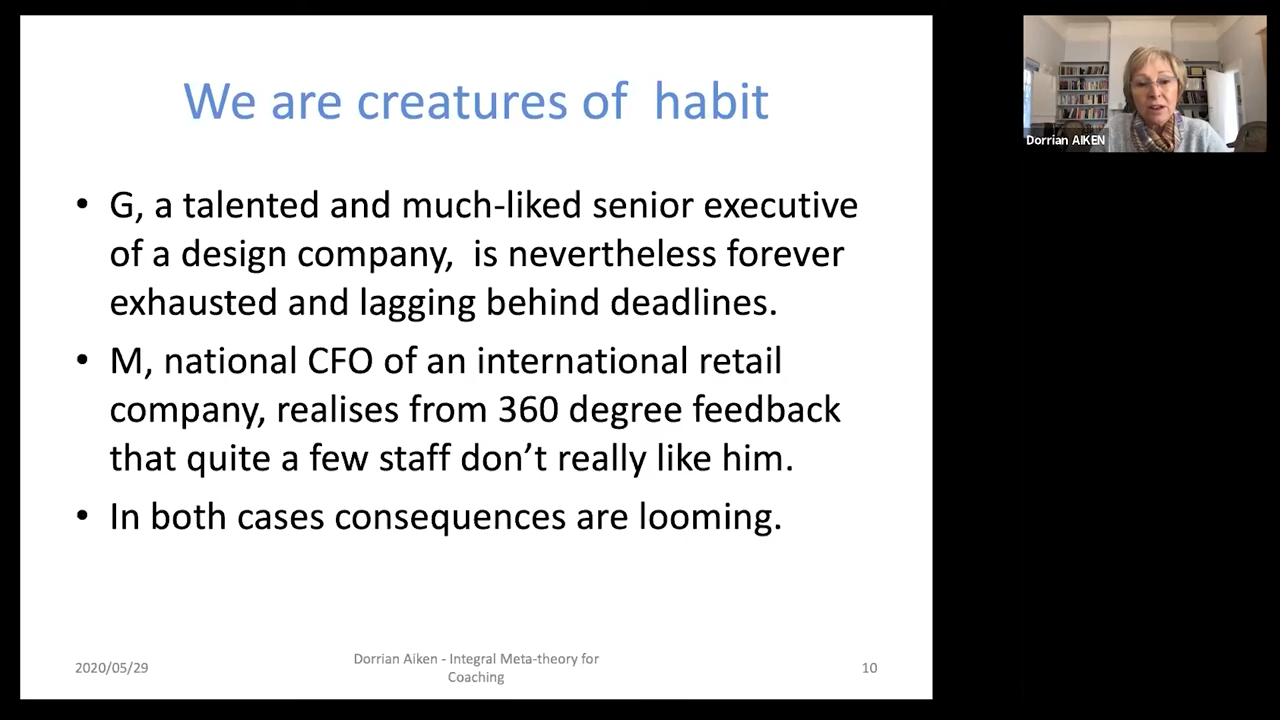 We are creatures of  habit
• G, a talented and much-liked senior executive
of a design company,  is nevertheless forever
exhausted and lagging behind deadlines.
• M, national CFO of an international retail
company, realises from 360 degree feedback
that quite a few staff don’t really like him.
• In both cases consequences are looming.
2020/05/29
Dorrian Aiken - Integral Meta-theory for
Coaching
10
Dorrian AIKEN